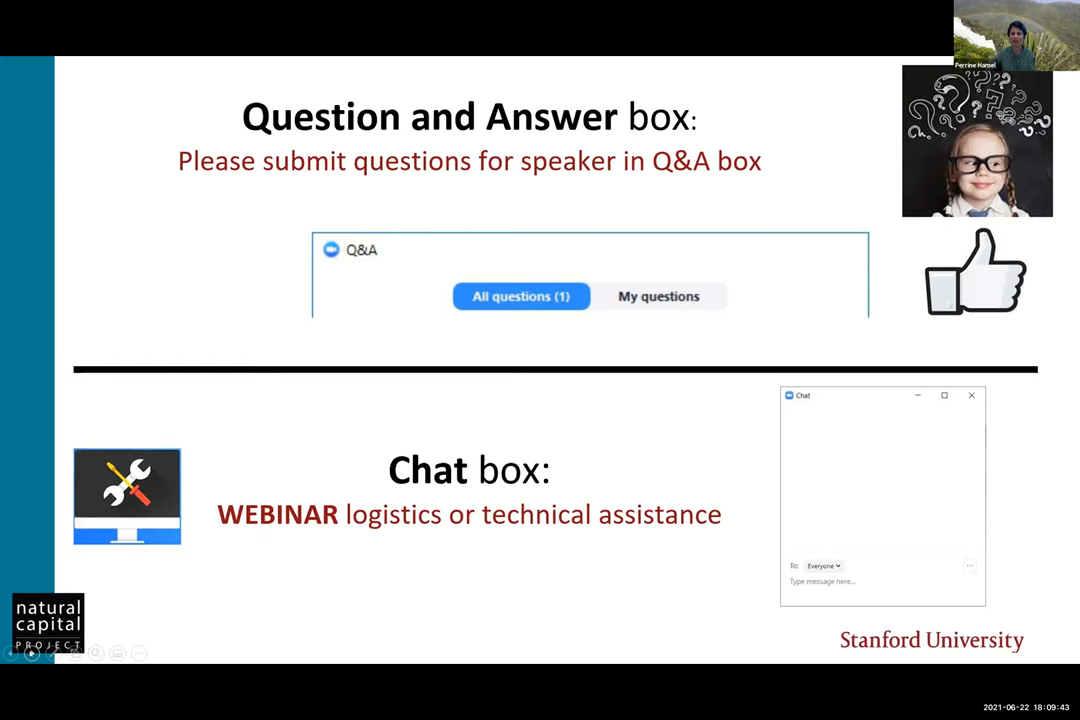 Perrine Hamel
Question and Answer box:
Please submit questions for speaker in Q&A box
Q&A
All questions (1) My questions
Chat
Chat box:
WEBINAR logistics or technical assistance
To: Everyone
Type message here...
natural
capital
PROJECT
Stanford University
2021-06-22 18:09:43